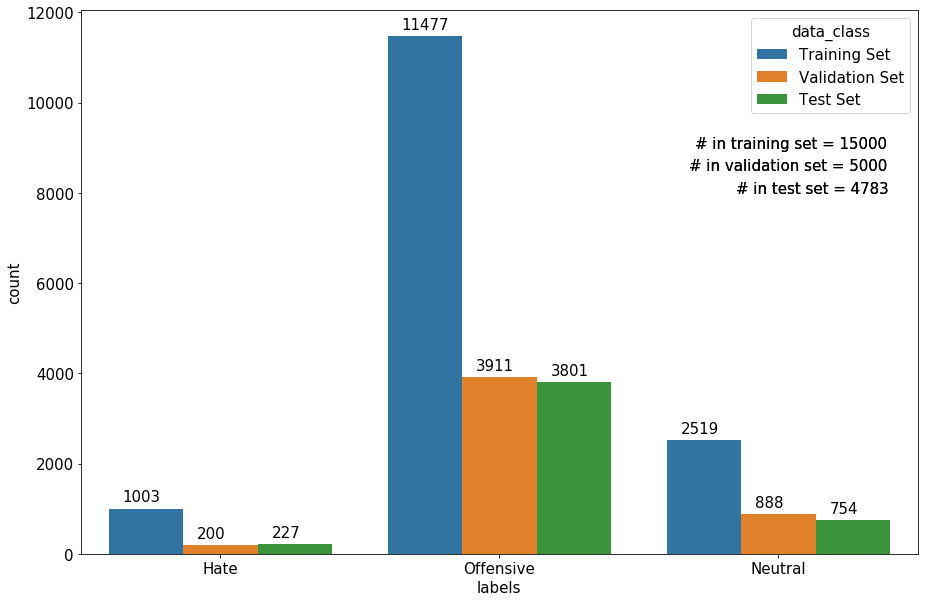 12000
10000
8000
6000
4000
2000
0
count
11477
data_class
Training Set
Validation Set
Test Set
# in training set = 15000
# in validation set = 5000
# in test set = 4783
3911
3801
2519
1003
200
227
888
754
Hate
Offensive
Neutral
labels